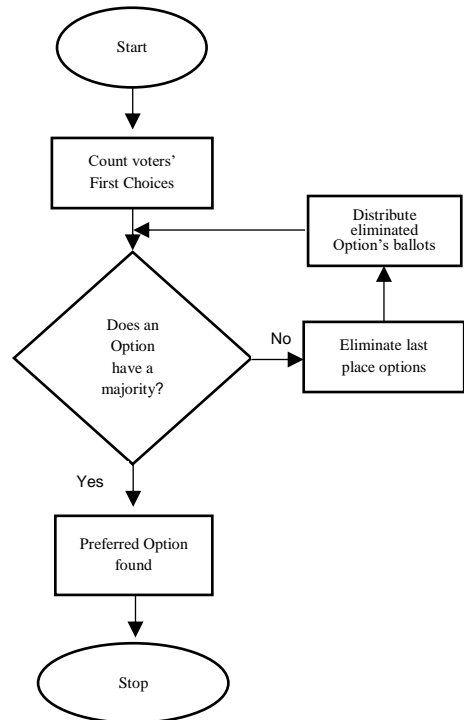 Start
Count voters'
First Choices
Distribute
eliminated
Option's ballots
Does an
Option
have a
majority?
No
Eliminate last
place options
Yes
Preferred Option
found
Stop